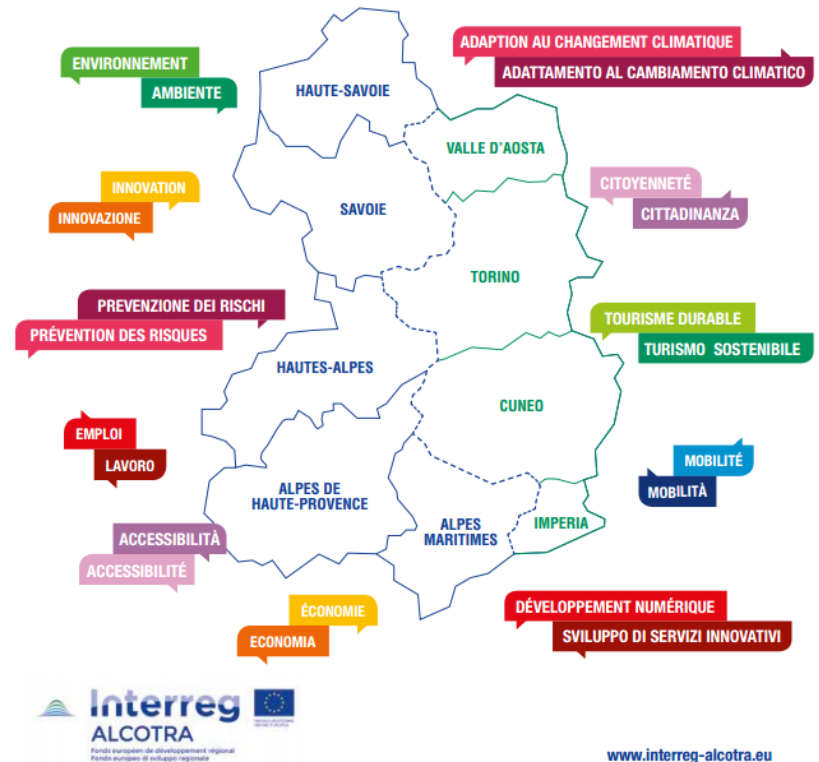 ADAPTION AU CHANGEMENT CLIMATIQUE
ADATTAMENTO AL CAMBIAMENTO CLIMATICO
ENVIRONNEMENT
AMBIENTE
HAUTE-SAVOIE
VALLE D'AOSTA
INNOVATION
INNOVAZIONE
SAVOIE
CITOYENNETÉ
CITTADINANZA
TORINO
PREVENZIONE DEI RISCHI
PRÉVENTION DES RISQUES
TOURISME DURABLE
TURISMO SOSTENIBILE
HAUTES-ALPES
CUNEO
EMPLOI
LAVORO
MOBILITÉ
MOBILITÀ
ALPES DE
HAUTE-PROVENCE
ALPES
MARITIMES
IMPERIA
ACCESSIBILITÀ
ACCESSIBILITÉ
ÉCONOMIE
ECONOMIA
DÉVELOPPEMENT NUMÉRIQUE
SVILUPPO DI SERVIZI INNOVATIVI
Interreg
ALCOTRA
Fonds européen de développement régional
Fondo europeo di sviluppo regionale
www.interreg-alcotra.eu